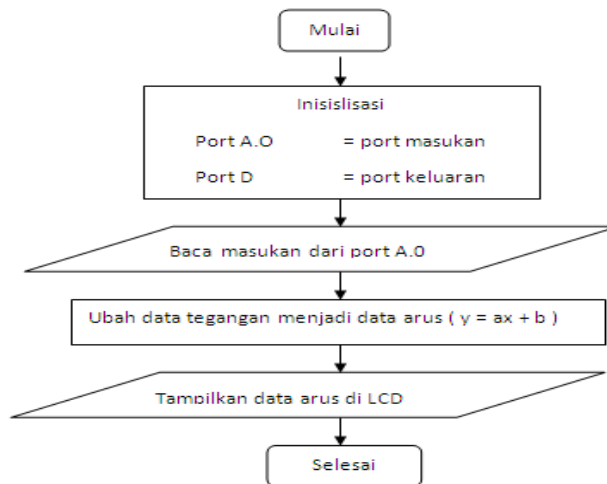 Mulai
Inisislisasi
Port A.O = port masukan
Port D = port keluaran
Baca masukan dari port A.0
Ubah data tegangan menjadi data arus ( y = ax + b )
Tampilkan data arus di LCD
Selesai